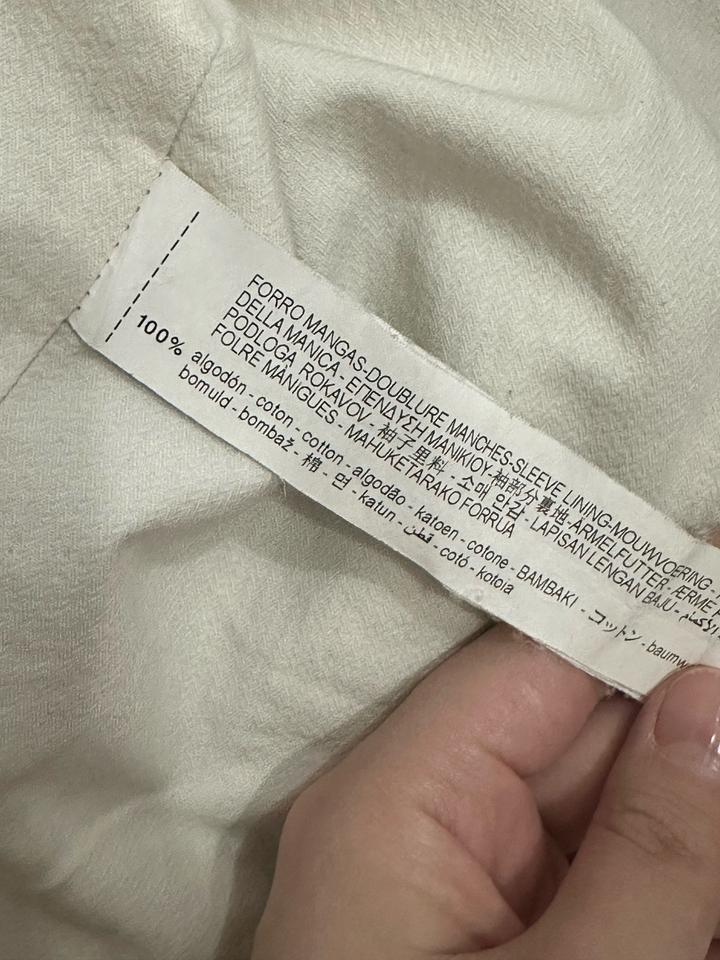 FORRO MANGAS-DOUBLURE MANCHES-SLEEVE LINING-MOUWVOERING-
DELLA MANICA - ΕΠΕΝΔΥΣΗ ΜΑΝΙΚΙΟΥ-袖部分裏地-ÄRMELFUTTER-ÆRME
PODLOGA ROKAVOV- 袖子里料 - 소매 안감 - LAPISAN LENGAN BAJU -
FOLRE MÀNIGUES - MAHUKETARAKO FORRUA
100% algodón - coton - cotton - algodão - katoen - cotone - BAMBAKI - コットン -
bomuld - bombaž - 棉 - 면 - katun - قطن - cotó - kotoia